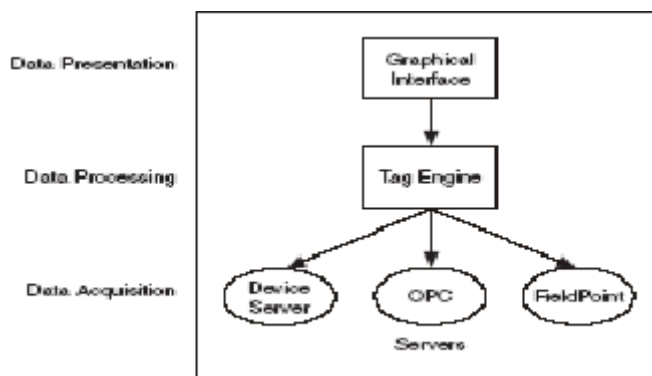 Data Presentation
Graphical
Interface
Data Processing
Tag Engine
Data Acquisition
Device
Server
OPC
FieldPoint
Servers